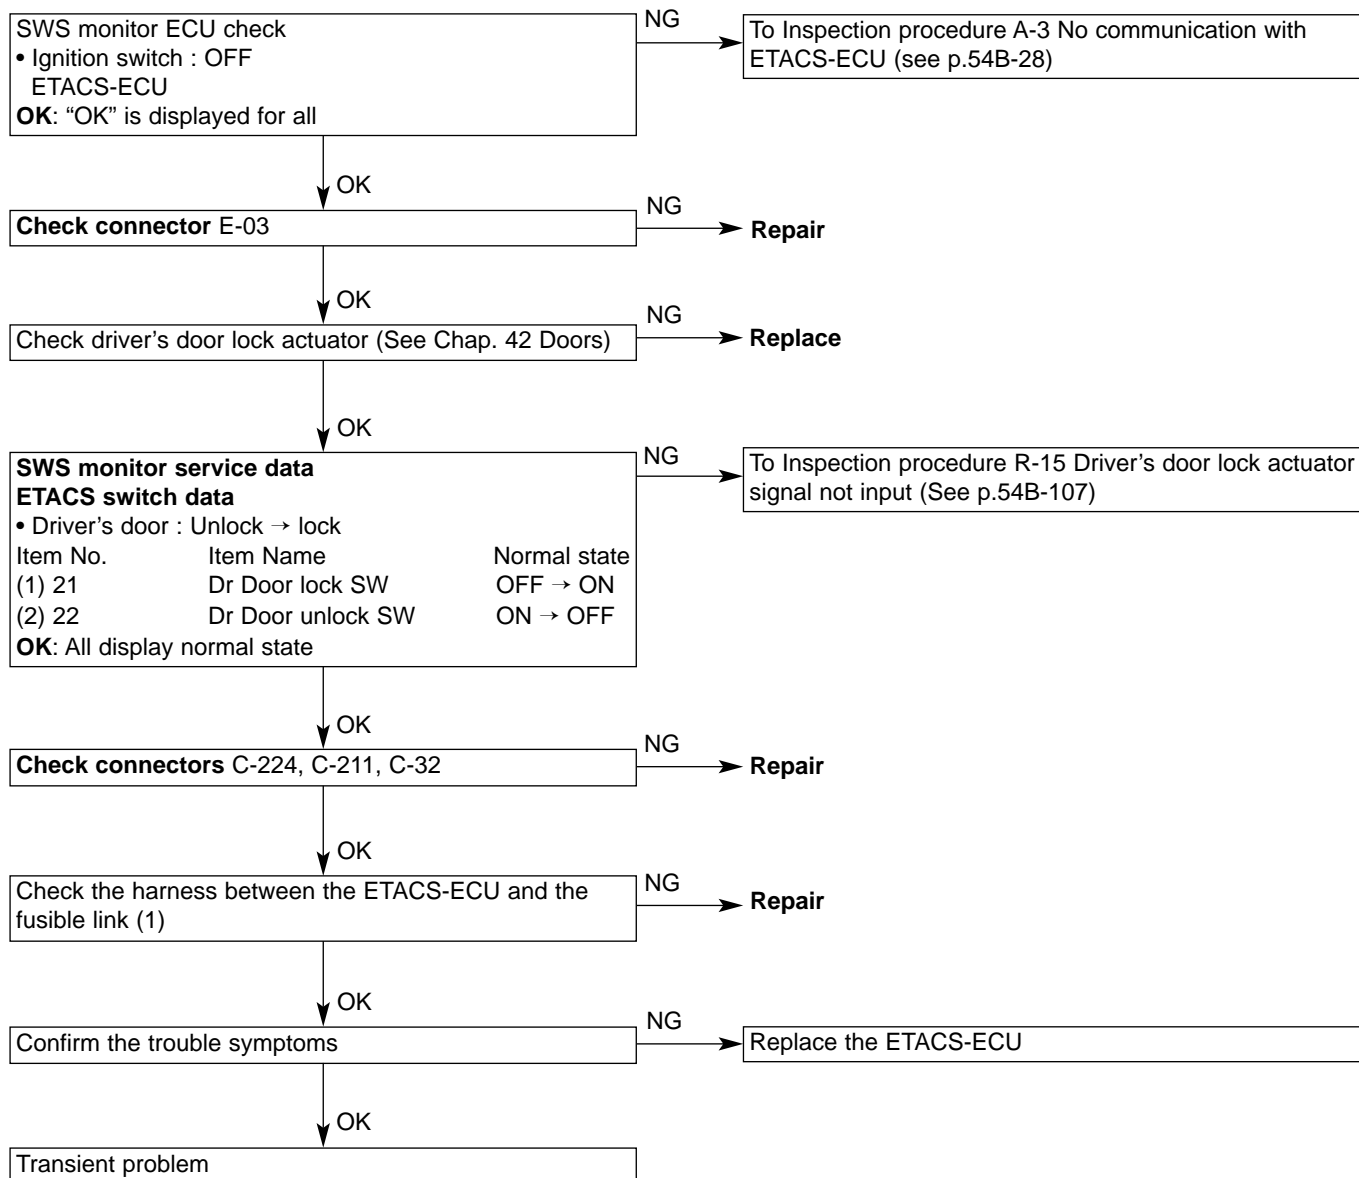 SWS monitor ECU check
• Ignition switch : OFF
ETACS-ECU
OK: “OK” is displayed for all
NG
To Inspection procedure A-3 No communication with
ETACS-ECU (see p.54B-28)
OK
Check connector E-03
NG
Repair
OK
Check driver’s door lock actuator (See Chap. 42 Doors)
NG
Replace
OK
SWS monitor service data
ETACS switch data
• Driver’s door : Unlock → lock
Item No. Item Name Normal state
(1) 21 Dr Door lock SW OFF → ON
(2) 22 Dr Door unlock SW ON → OFF
OK: All display normal state
NG
To Inspection procedure R-15 Driver’s door lock actuator
signal not input (See p.54B-107)
OK
Check connectors C-224, C-211, C-32
NG
Repair
OK
Check the harness between the ETACS-ECU and the
fusible link (1)
NG
Repair
OK
Confirm the trouble symptoms
NG
Replace the ETACS-ECU
OK
Transient problem